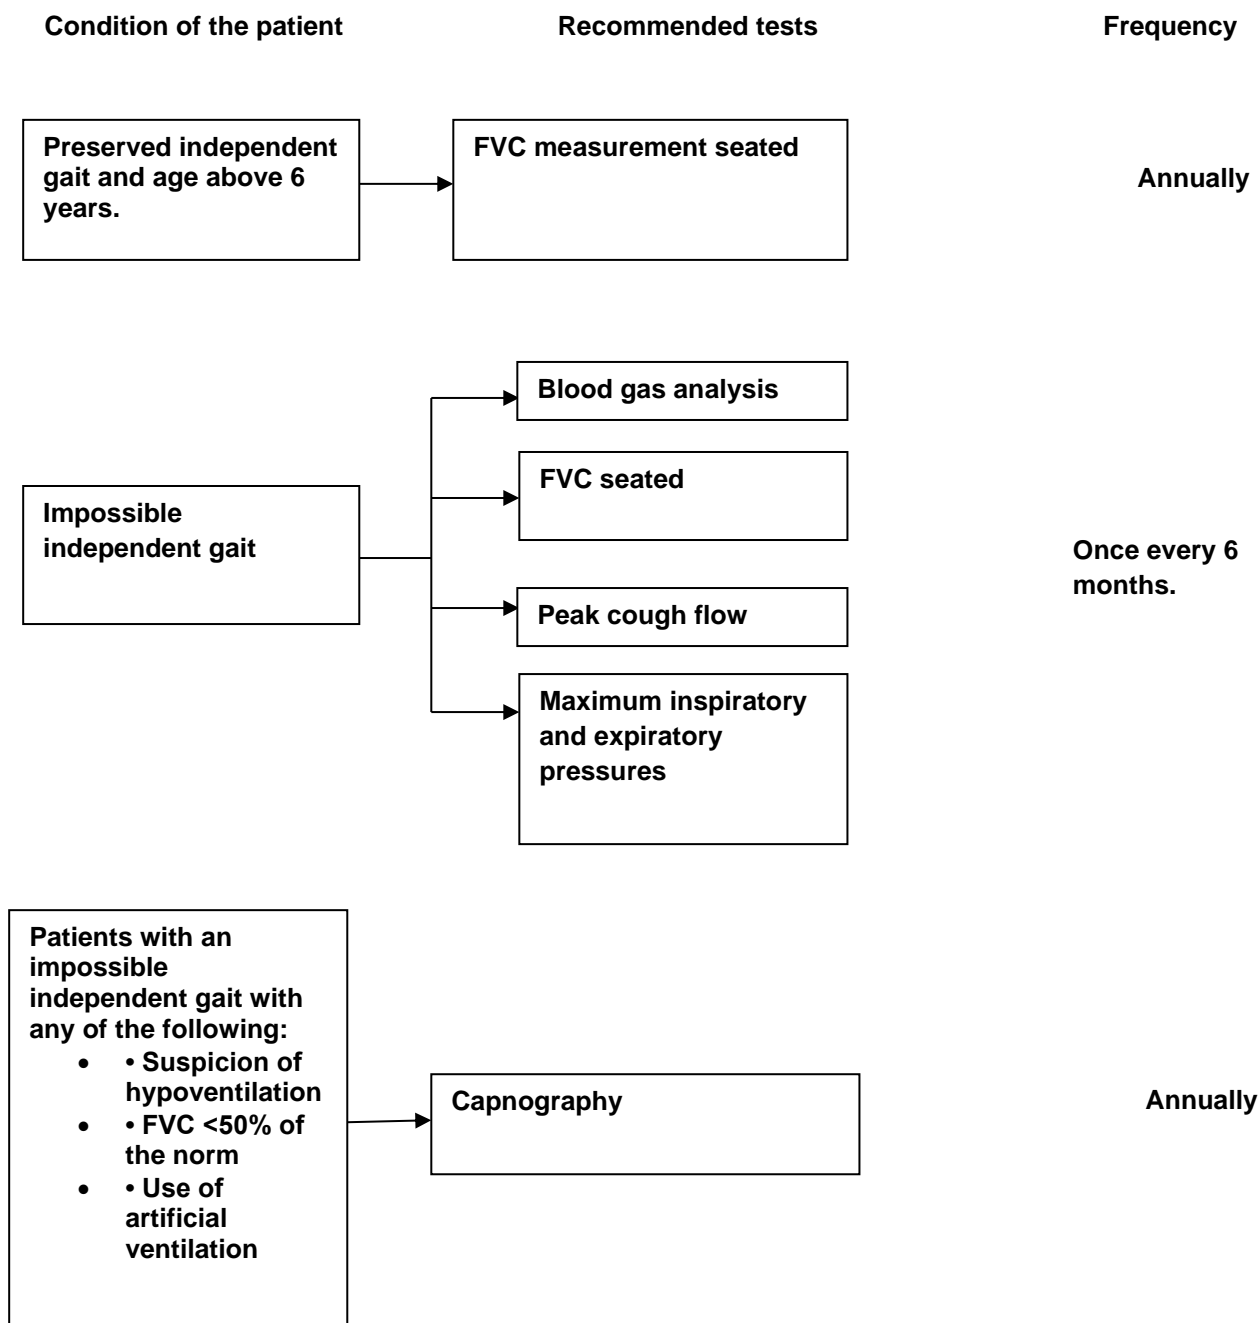 Condition of the patient
Recommended tests
Frequency
Preserved independent
gait and age above 6
years.
FVC measurement seated
Annually
Blood gas analysis
FVC seated
Impossible
independent gait
Once every 6
months.
Peak cough flow
Maximum inspiratory
and expiratory
pressures
Patients with an
impossible
independent gait with
any of the following:
• • Suspicion of
hypoventilation
• • FVC <50% of
the norm
• • Use of
artificial
ventilation
Capnography
Annually